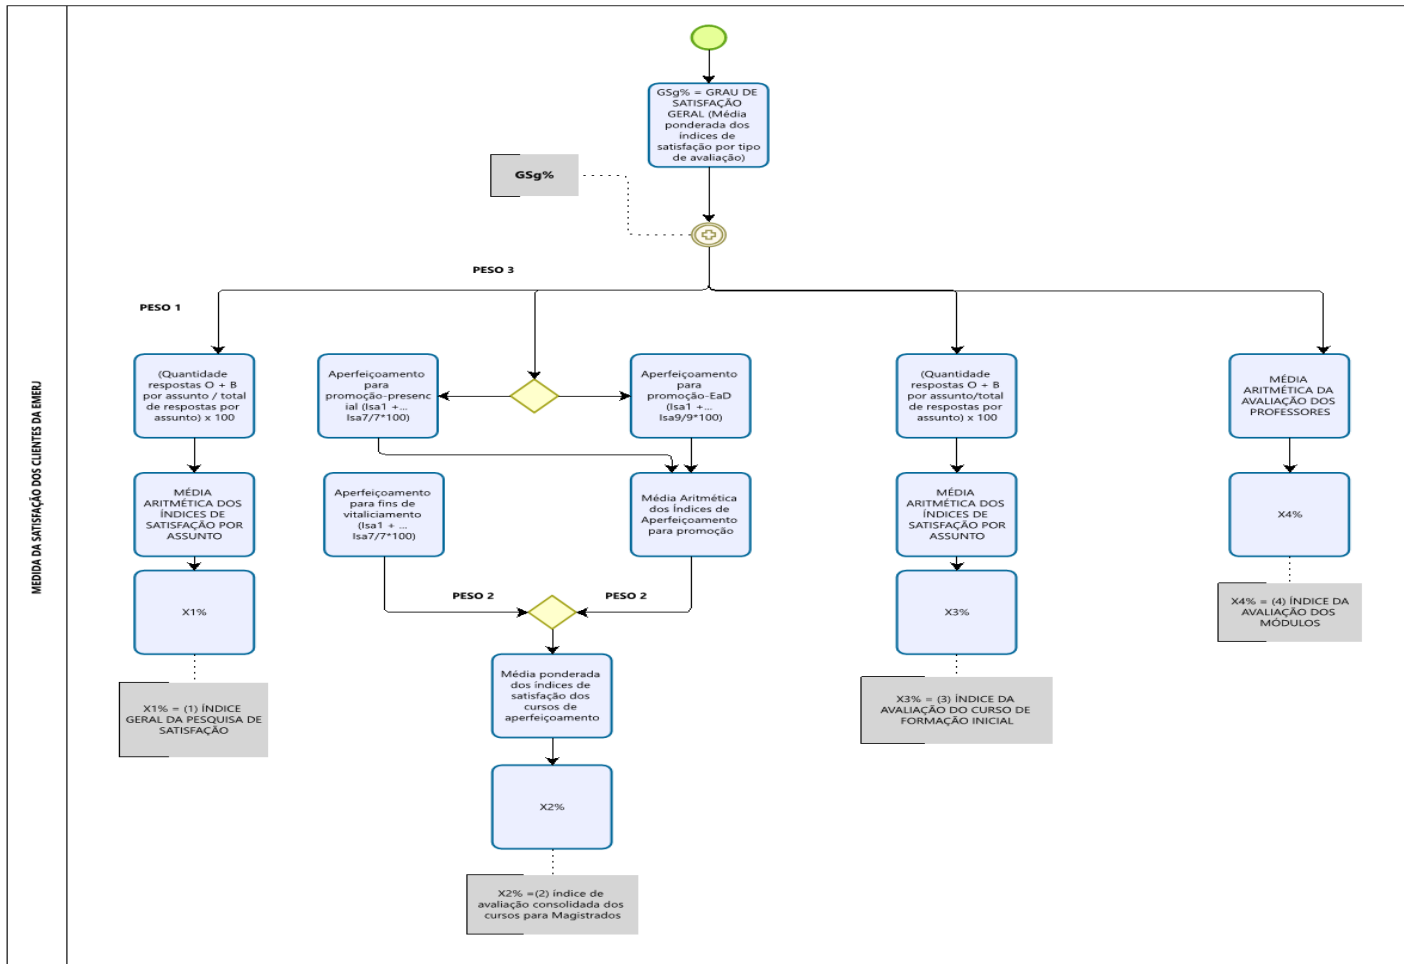 MEDIDA DA SATISFAÇÃO DOS CLIENTES DA EMERJ
GSg% = GRAU DE
SATISFAÇÃO
GERAL (Média
ponderada dos
índices de
satisfação por tipo
de avaliação)
GSg%
PESO 3
PESO 1
(Quantidade
respostas O + B
por assunto / total
de respostas por
assunto) x 100
Aperfeiçoamento
para
promoção-presenc
ial (Isa1 +...
Isa7/7*100)
Aperfeiçoamento
para
promoção-EaD
(Isa1 +...
Isa9/9*100)
(Quantidade
respostas O + B
por assunto/total
de respostas por
assunto) x 100
MÉDIA
ARITMÉTICA DA
AVALIAÇÃO DOS
PROFESSORES
MÉDIA
ARITMÉTICA DOS
ÍNDICES DE
SATISFAÇÃO POR
ASSUNTO
Aperfeiçoamento
para fins de
vitaliciamento
(Isa1 + ...
Isa7/7*100)
Média Aritmética
dos Índices de
Aperfeiçoamento
para promoção
MÉDIA
ARITMÉTICA DOS
ÍNDICES DE
SATISFAÇÃO POR
ASSUNTO
X4%
X1%
PESO 2
PESO 2
X3%
X4% = (4) ÍNDICE DA
AVALIAÇÃO DOS
MÓDULOS
Média ponderada
dos índices de
satisfação dos
cursos de
aperfeiçoamento
X1% = (1) ÍNDICE
GERAL DA PESQUISA DE
SATISFAÇÃO
X3% = (3) ÍNDICE DA
AVALIAÇÃO DO CURSO DE
FORMAÇÃO INICIAL
X2%
X2% =(2) índice de
avaliação consolidada dos
cursos para Magistrados